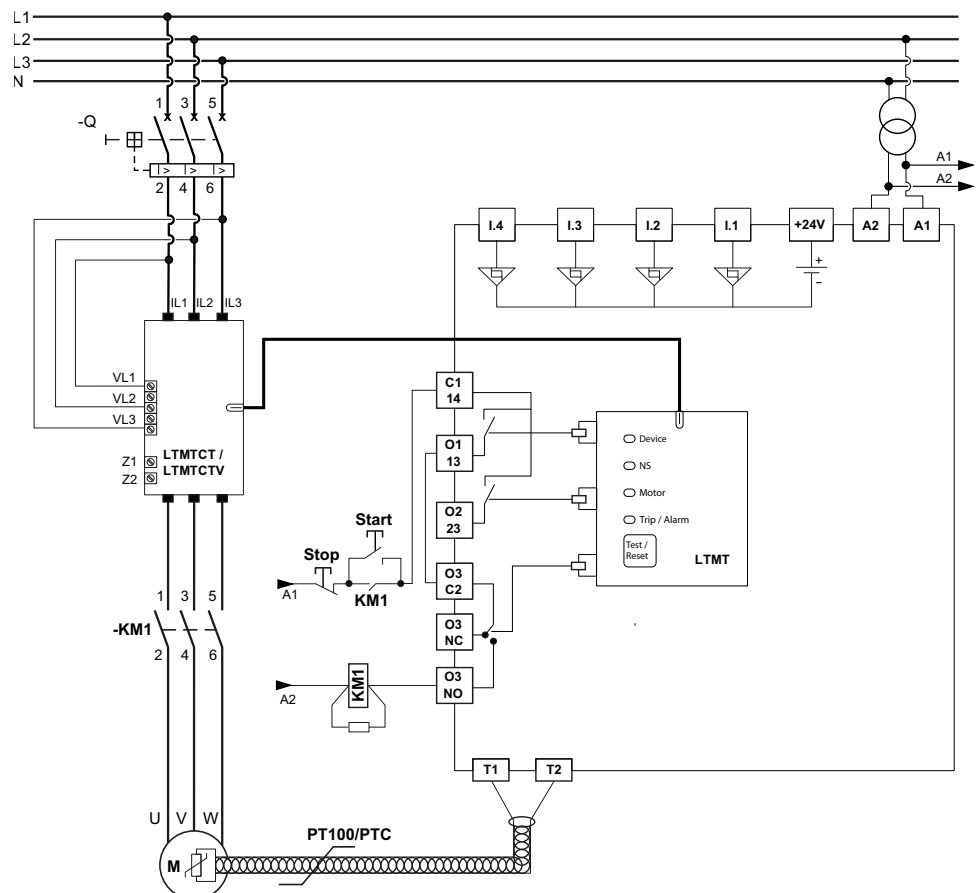 L1
L2
L3
N
1 3 5
-Q
I> I> I>
2 4 6
A1
A2
I.4 I.3 I.2 I.1 +24V A2 A1
+
–
IL1 IL2 IL3
VL1
VL2
VL3
LTMTCT /
LTMTCTV
Z1
Z2
C1
14
O1
13
O2
23
O3
C2
O3
NC
O3
NO
Device
NS
Motor
Trip / Alarm
Test /
Reset
LTMT
Start
Stop
A1
KM1
A2
KM1
1 3 5
-KM1
2 4 6
T1 T2
U V W
M
PT100/PTC